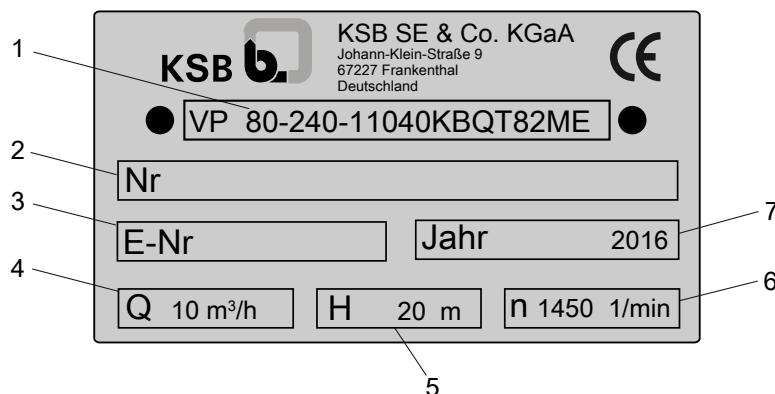 KSB b.
KSB SE & Co. KGaA
Johann-Klein-Straße 9
67227 Frankenthal
Deutschland
CE
1
VP 80-240-11040KBQT82ME
2
Nr
3
E-Nr
Jahr 2016
7
4
Q 10 m³/h
H 20 m
n 1450 1/min
6
5